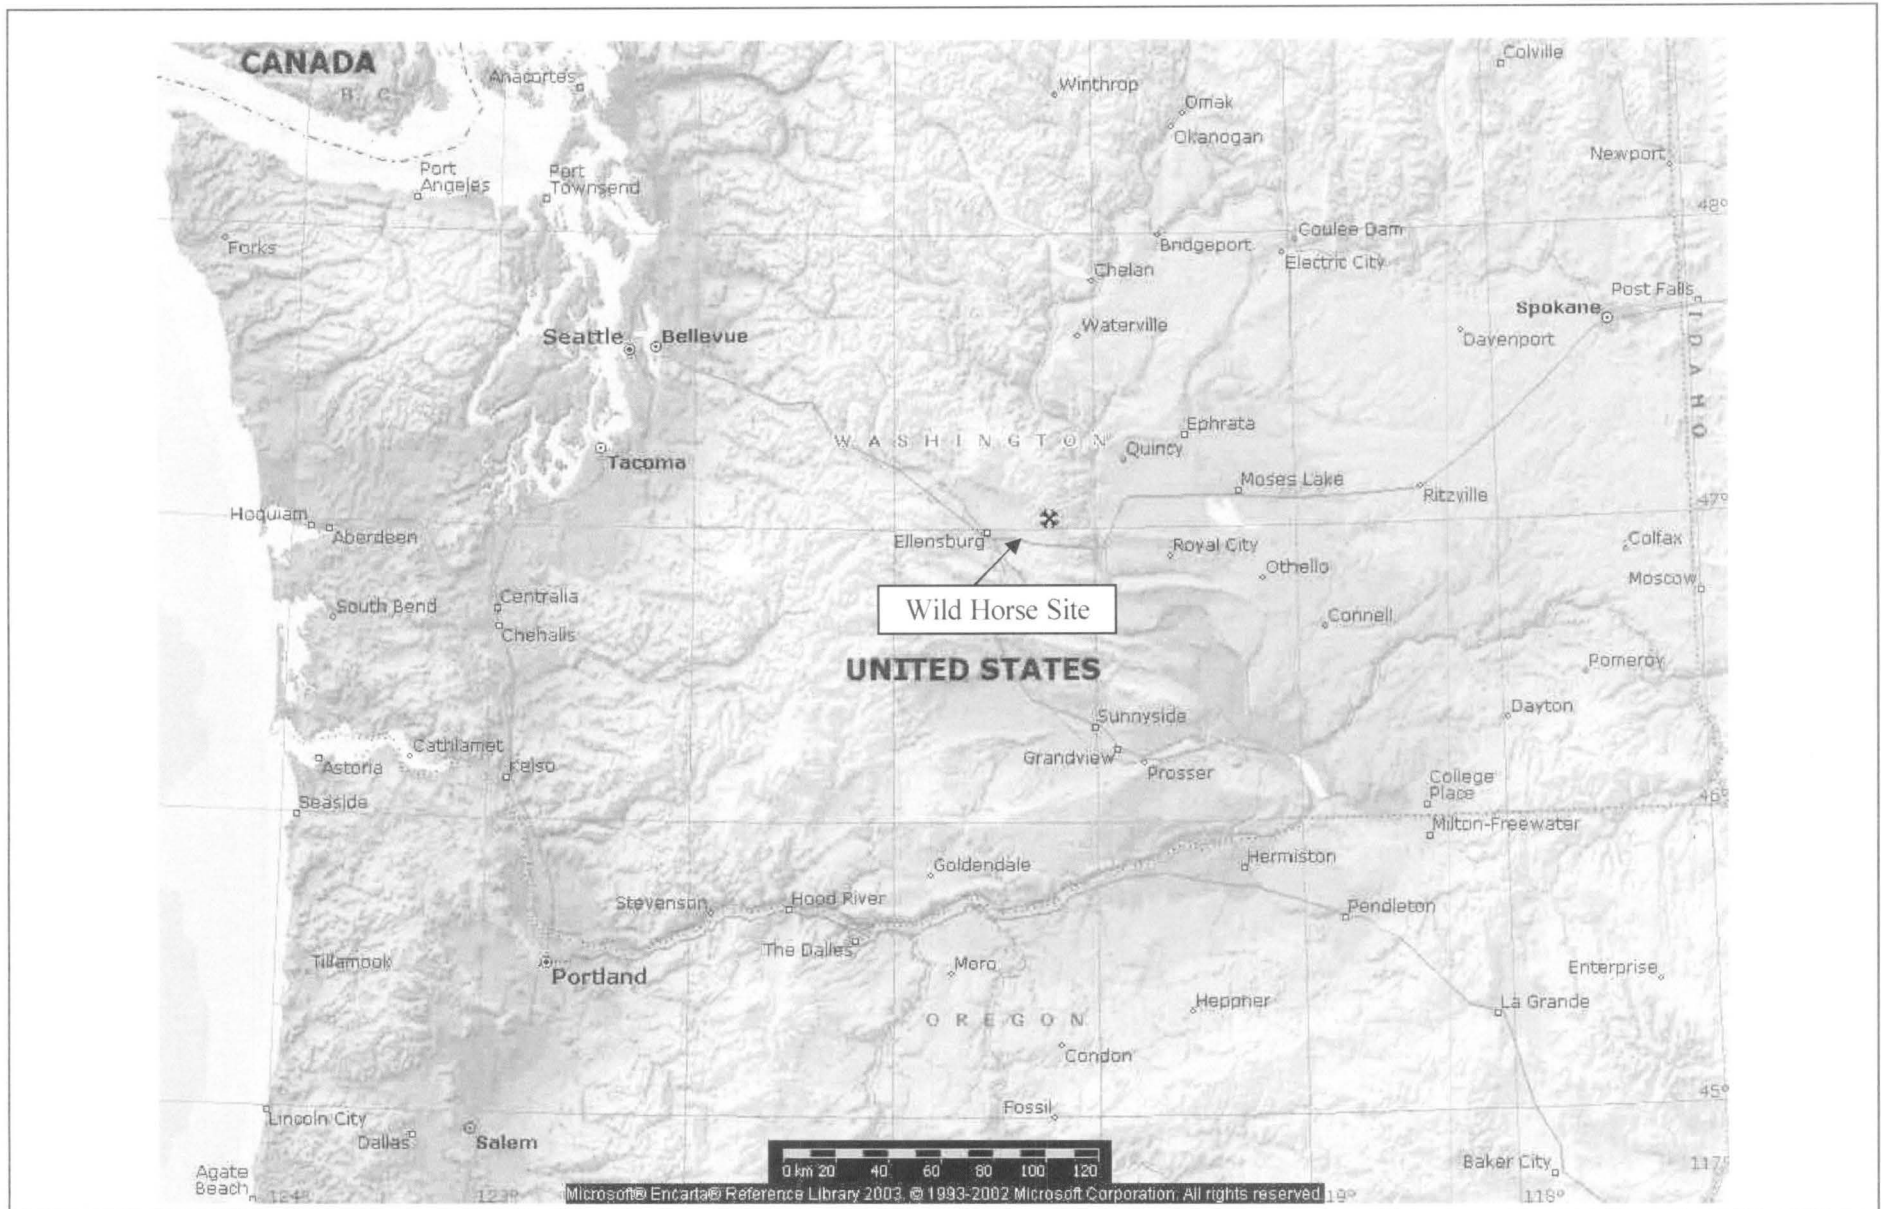 CANADA
B. C.
Anacortes
Winthrop
Colville
Omak
Okanogan
Newport
Port
Angeles
Port
Townsend
48°
Forks
Bridgeport
Coulee Dam
Electric City
Chelan
Post Falls
Spokane
Waterville
Davenport
Seattle
Bellevue
IDAHO
Ephrata
WASHINGTON
Quincy
Tacoma
Moses Lake
Ritzville
47°
Hoquiam
Aberdeen
Ellensburg
Royal City
Othello
Colfax
Moscow
Centralia
South Bend
Chehalis
Wild Horse Site
Connell
UNITED STATES
Pomeroy
Dayton
Sunnyside
Cathlamet
Grandview
Astoria
Kelso
Prosser
College
Place
46°
Seaside
Milton-Freewater
Goldendale
Hermiston
Stevenson
Hood River
Pendleton
The Dalles
Tillamook
Moro
Enterprise
Portland
Heppner
La Grande
OREGON
Condon
45°
Fossil
Lincoln City
Dallas
Salem
Baker City
117°
Agate
Beach
0 km 20 40 60 80 100 120
124°
123°
Microsoft® Encarta® Reference Library 2003. © 1993-2002 Microsoft Corporation. All rights reserved.
19°
118°